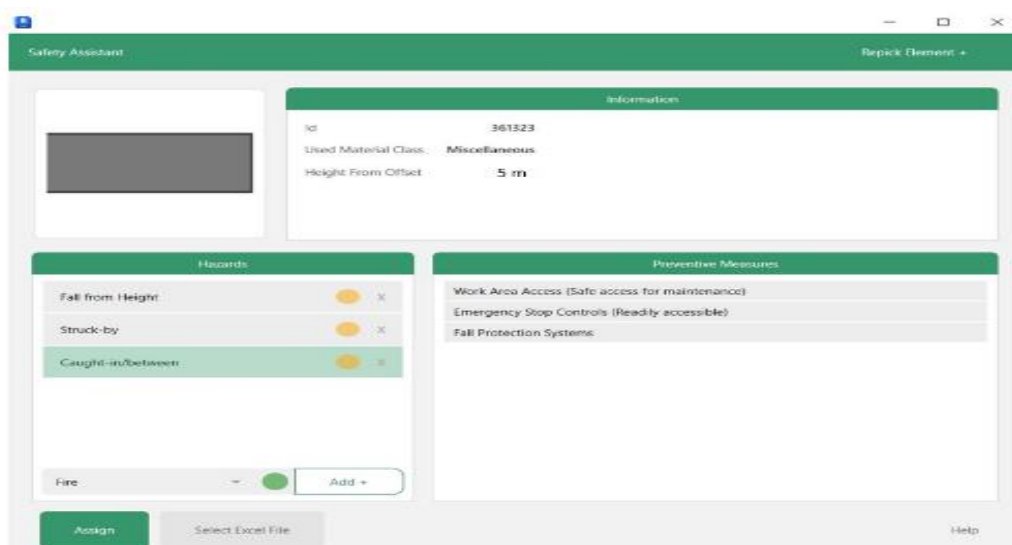 Safety Assistant
Repick Element +
Information
Id 361323
Used Material Class Miscellaneous
Height From Offset 5 m
Hazards
Fall from Height X
Struck-by X
Caught-in/between X
Fire
Add +
Preventive Measures
Work Area Access (Safe access for maintenance)
Emergency Stop Controls (Readily accessible)
Fall Protection Systems
Assign
Select Excel File
Help